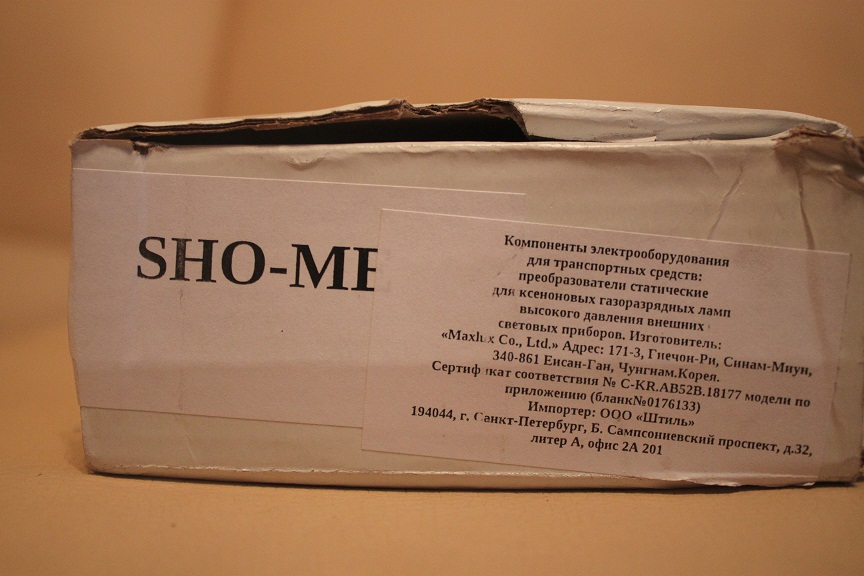 SHO-ME
Компоненты электрооборудования
для транспортных средств:
преобразователи статические
для ксеноновых газоразрядных ламп
высокого давления внешних
световых приборов. Изготовитель:
«Maxlux Co., Ltd.» Адрес: 171-3, Гиечон-Ри, Синам-Миун,
340-861 Еисан-Ган, Чунгнам.Корея.
Сертификат соответствия № C-KR.AB52B.18177 модели по
приложению (бланк№0176133)
Импортер: ООО «Штиль»
194044, г. Санкт-Петербург, Б. Сампсониевский проспект, д.32,
литер А, офис 2А 201